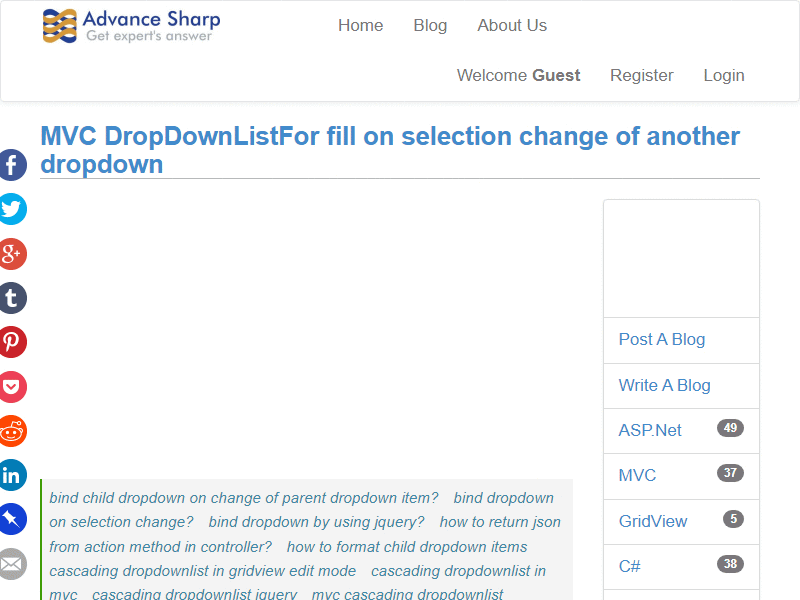 Advance Sharp
Get expert's answer
Home Blog About Us
Welcome Guest Register Login
MVC DropDownListFor fill on selection change of another
dropdown
Post A Blog
Write A Blog
ASP.Net 49
MVC 37
GridView 5
C# 38
bind child dropdown on change of parent dropdown item? bind dropdown
on selection change? bind dropdown by using jquery? how to return json
from action method in controller? how to format child dropdown items
cascading dropdownlist in gridview edit mode cascading dropdownlist in
mvc cascading dropdownlist jquery mvc cascading dropdownlist